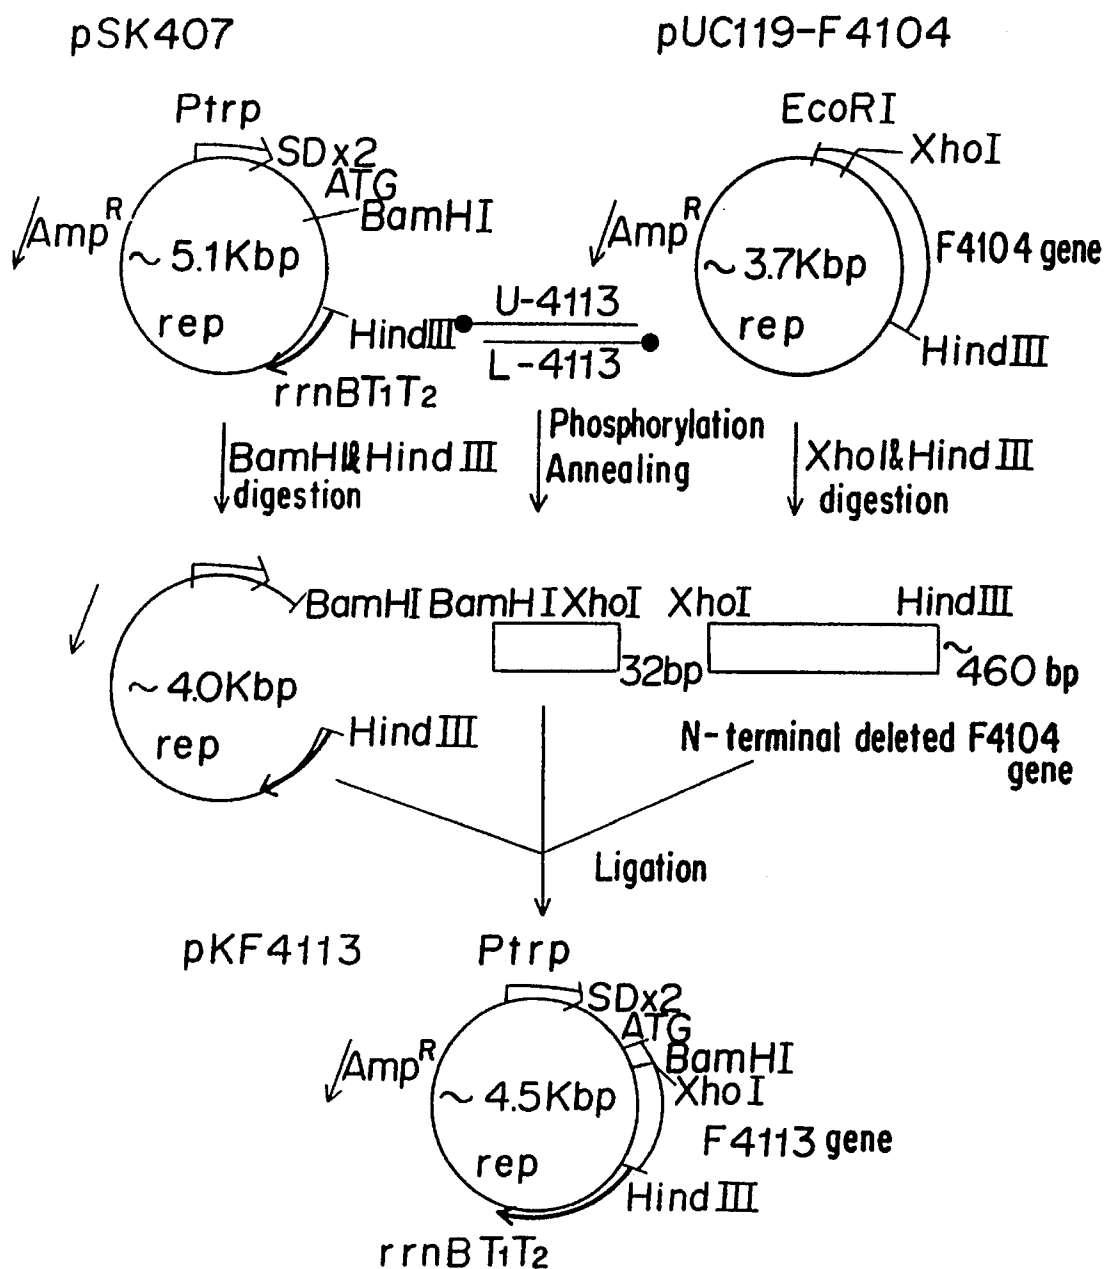 pSK407
pUC119-F4104
Ptrp
SDx2
ATG
BamHI
Amp^R
~5.1Kbp
rep
HindIII
rrnBT1T2
EcoRI
XhoI
Amp^R
~3.7Kbp
F4104 gene
rep
HindIII
U-4113
L-4113
BamHI&HindIII
digestion
Phosphorylation
Annealing
XhoI&HindIII
digestion
BamHI
BamHI XhoI
XhoI
HindIII
32bp
~460 bp
~4.0Kbp
rep
HindIII
N-terminal deleted F4104
gene
Ligation
pKF4113
Ptrp
SDx2
ATG
BamHI
XhoI
Amp^R
~4.5Kbp
F4113 gene
rep
HindIII
rrnBT1T2